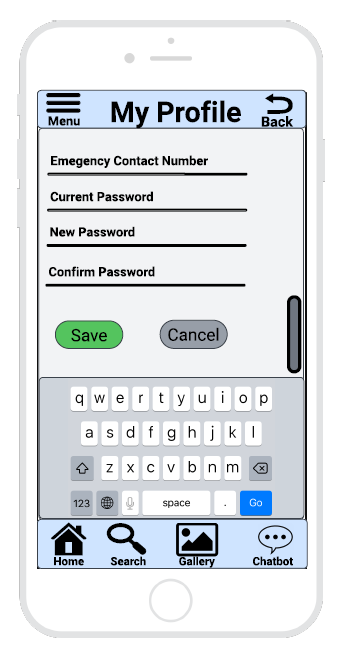 Menu My Profile Back
Emegency Contact Number
Current Password
New Password
Confirm Password
Save Cancel
q w e r t y u i o p
a s d f g h j k l
z x c v b n m
123 space . Go
Home Search Gallery Chatbot